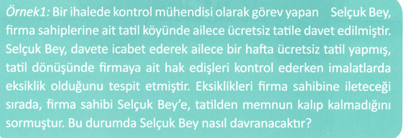 Örnek1: Bir ihalede kontrol mühendisi olarak görev yapan Selçuk Bey,
firma sahiplerine ait tatil köyünde ailece ücretsiz tatile davet edilmiştir.
Selçuk Bey, davete icabet ederek ailece bir hafta ücretsiz tatil yapmış,
tatil dönüşünde firmaya ait hak edişleri kontrol ederken imalatlarda
eksiklik olduğunu tespit etmiştir. Eksiklikleri firma sahibine ileteceği
sırada, firma sahibi Selçuk Bey'e, tatilden memnun kalıp kalmadığını
sormuştur. Bu durumda Selçuk Bey nasıl davranacaktır?